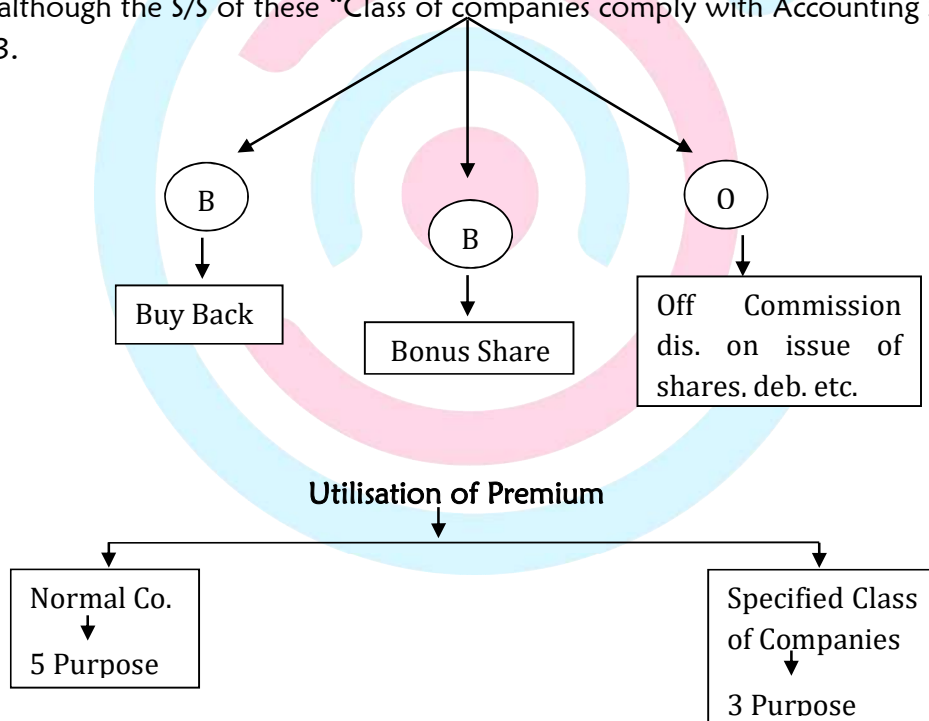 although the S/S of these “Class of companies comply with Accounting
3.
B
B
O
Buy Back
Bonus Share
Off Commission
dis. on issue of
shares, deb. etc.
Utilisation of Premium
Normal Co.
5 Purpose
Specified Class
of Companies
3 Purpose